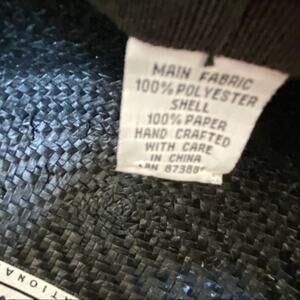 MAIN FABRIC
100% POLYESTER
SHELL
100% PAPER
HAND CRAFTED
WITH CARE
IN CHINA